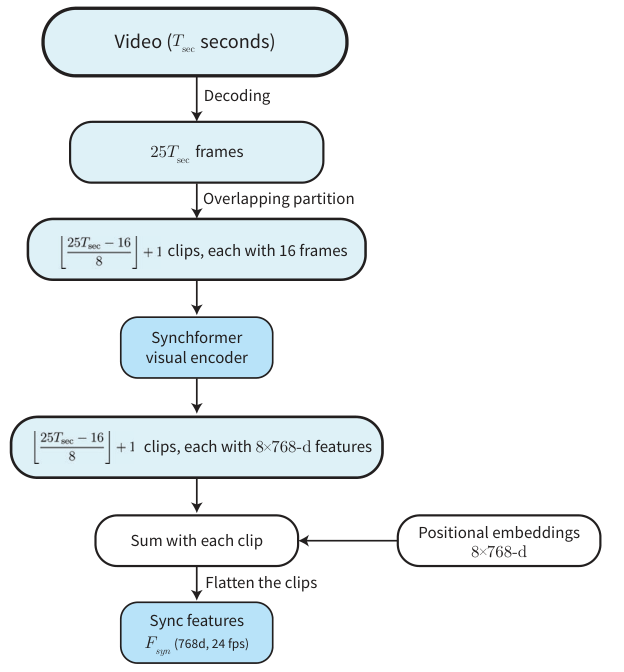 Video (T_sec seconds)
Decoding
25T_sec frames
Overlapping partition
⌊(25T_sec − 16)/8⌋ + 1 clips, each with 16 frames
Synchformer
visual encoder
⌊(25T_sec − 16)/8⌋ + 1 clips, each with 8×768-d features
Sum with each clip
Positional embeddings
8×768-d
Flatten the clips
Sync features
F_syn (768d, 24 fps)